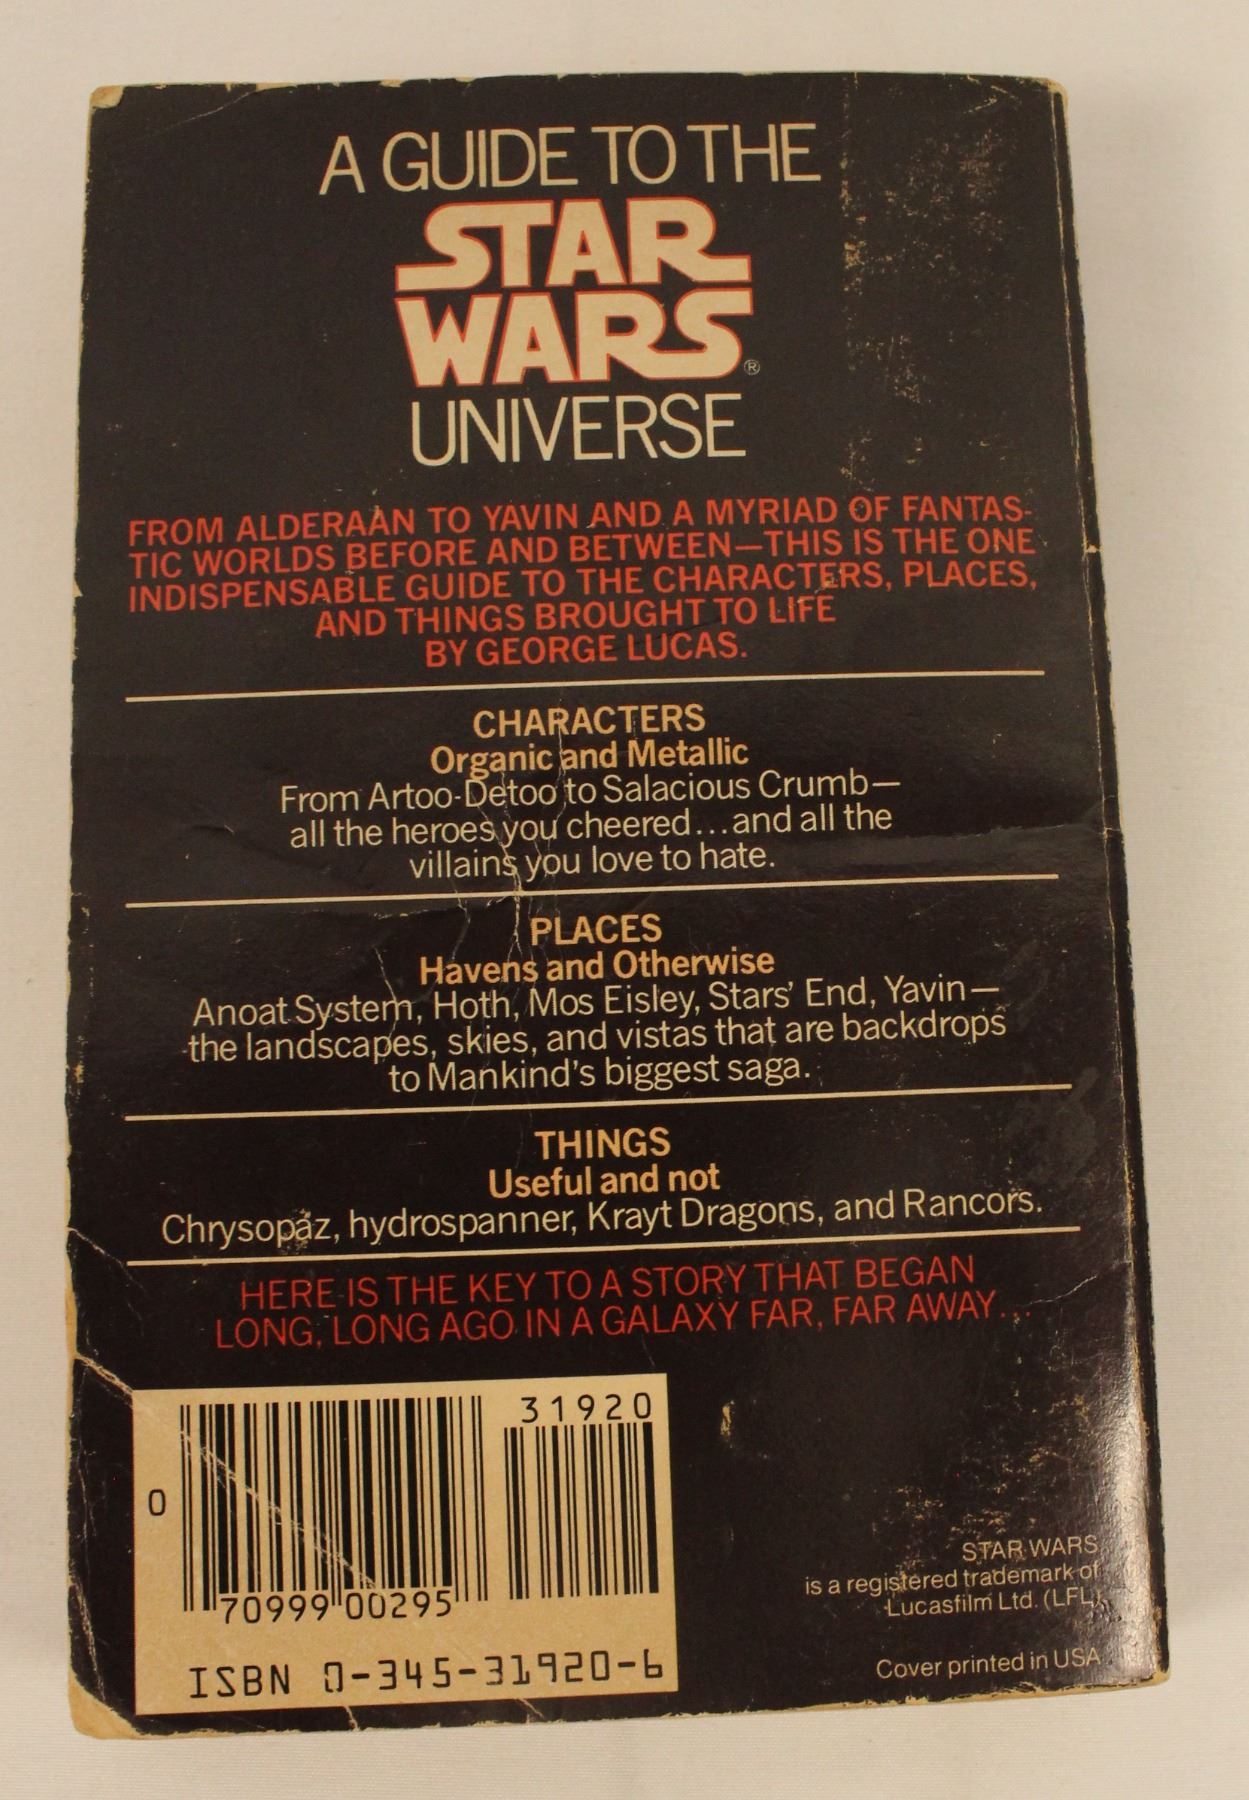 A GUIDE TO THE
STAR
WARS®
UNIVERSE
FROM ALDERAAN TO YAVIN AND A MYRIAD OF FANTAS-
TIC WORLDS BEFORE AND BETWEEN—THIS IS THE ONE
INDISPENSABLE GUIDE TO THE CHARACTERS, PLACES,
AND THINGS BROUGHT TO LIFE
BY GEORGE LUCAS.
CHARACTERS
Organic and Metallic
From Artoo-Detoo to Salacious Crumb—
all the heroes you cheered...and all the
villains you love to hate.
PLACES
Havens and Otherwise
Anoat System, Hoth, Mos Eisley, Stars' End, Yavin—
the landscapes, skies, and vistas that are backdrops
to Mankind's biggest saga.
THINGS
Useful and not
Chrysopaz, hydrospanner, Krayt Dragons, and Rancors.
HERE IS THE KEY TO A STORY THAT BEGAN
LONG, LONG AGO IN A GALAXY FAR, FAR AWAY...
31920
0
70999 00295
ISBN 0-345-31920-6
STAR WARS
is a registered trademark of
Lucasfilm Ltd. (LFL).
Cover printed in USA